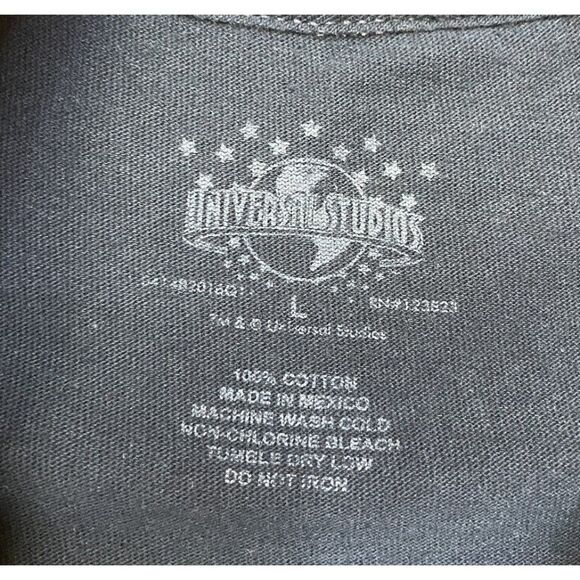 UNIVERSAL STUDIOS
L
RN#123823
TM & © Universal Studios
100% COTTON
MADE IN MEXICO
MACHINE WASH COLD
NON-CHLORINE BLEACH
TUMBLE DRY LOW
DO NOT IRON